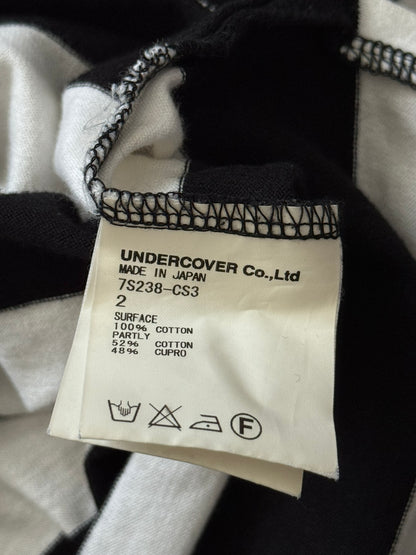 UNDERCOVER Co.,Ltd
MADE IN JAPAN
7S238-CS3
2
SURFACE
100% COTTON
PARTLY
52% COTTON
48% CUPRO
F